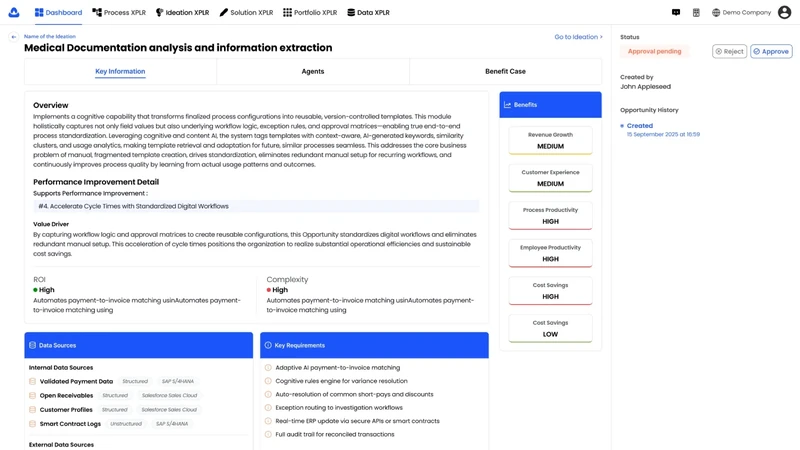 Dashboard
Process XPLR
Ideation XPLR
Solution XPLR
Portfolio XPLR
Data XPLR
Demo Company
Name of the Ideation
Medical Documentation analysis and information extraction
Go to Ideation >
Key Information
Agents
Benefit Case
Overview
Implements a cognitive capability that transforms finalized process configurations into reusable, version-controlled templates. This module
holistically captures not only field values but also underlying workflow logic, exception rules, and approval matrices—enabling true end-to-end
process standardization. Leveraging cognitive and content AI, the system tags templates with context-aware, AI-generated keywords, similarity
clusters, and usage analytics, making template retrieval and adaptation for future, similar processes seamless. This addresses the core business
problem of manual, fragmented template creation, drives standardization, eliminates redundant manual setup for recurring workflows, and
continuously improves process quality by learning from actual usage patterns and outcomes.
Performance Improvement Detail
Supports Performance Improvement :
#4. Accelerate Cycle Times with Standardized Digital Workflows
Value Driver
By capturing workflow logic and approval matrices to create reusable configurations, this Opportunity standardizes digital workflows and eliminates
redundant manual setup. This acceleration of cycle times positions the organization to realize substantial operational efficiencies and sustainable
cost savings.
ROI
High
Automates payment-to-invoice matching usinAutomates payment-
to-invoice matching using
Complexity
High
Automates payment-to-invoice matching usinAutomates payment-
to-invoice matching using
Benefits
Revenue Growth
MEDIUM
Customer Experience
MEDIUM
Process Productivity
HIGH
Employee Productivity
HIGH
Cost Savings
HIGH
Cost Savings
LOW
Data Sources
Internal Data Sources
Validated Payment Data Structured SAP S/4HANA
Open Receivables Structured Salesforce Sales Cloud
Customer Profiles Structured Salesforce Sales Cloud
Smart Contract Logs Unstructured SAP S/4HANA
External Data Sources
Key Requirements
Adaptive AI payment-to-invoice matching
Cognitive rules engine for variance resolution
Auto-resolution of common short-pays and discounts
Exception routing to investigation workflows
Real-time ERP update via secure APIs or smart contracts
Full audit trail for reconciled transactions
Status
Approval pending
Reject
Approve
Created by
John Appleseed
Opportunity History
Created
15 September 2025 at 16:59